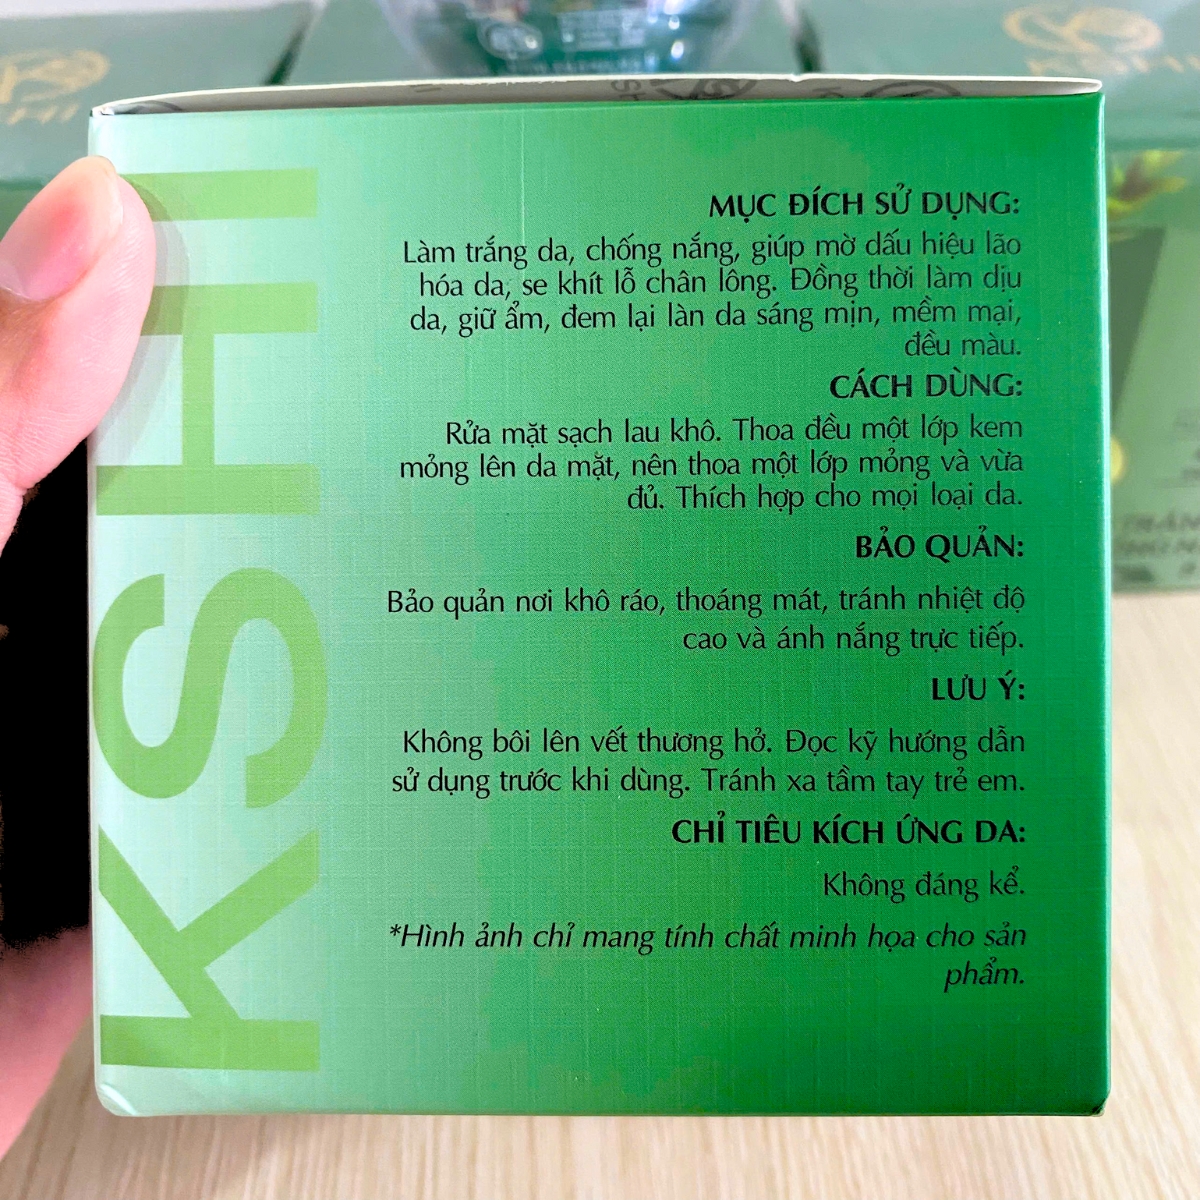 KSHI
MỤC ĐÍCH SỬ DỤNG:
Làm trắng da, chống nắng, giúp mờ dấu hiệu lão
hóa da, se khít lỗ chân lông. Đồng thời làm dịu
da, giữ ẩm, đem lại làn da sáng mịn, mềm mại,
đều màu.
CÁCH DÙNG:
Rửa mặt sạch lau khô. Thoa đều một lớp kem
mỏng lên da mặt, nên thoa một lớp mỏng và vừa
đủ. Thích hợp cho mọi loại da.
BẢO QUẢN:
Bảo quản nơi khô ráo, thoáng mát, tránh nhiệt độ
cao và ánh nắng trực tiếp.
LƯU Ý:
Không bôi lên vết thương hở. Đọc kỹ hướng dẫn
sử dụng trước khi dùng. Tránh xa tầm tay trẻ em.
CHỈ TIÊU KÍCH ỨNG DA:
Không đáng kể.
*Hình ảnh chỉ mang tính chất minh họa cho sản
phẩm.